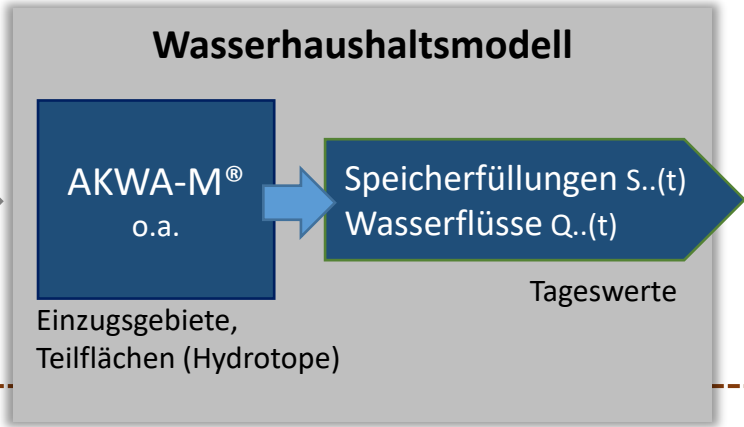 Wasserhaushaltsmodell
AKWA-M®
o.a.
Speicherfüllungen S..(t)
Wasserflüsse Q..(t)
Tageswerte
Einzugsgebiete,
Teilflächen (Hydrotope)